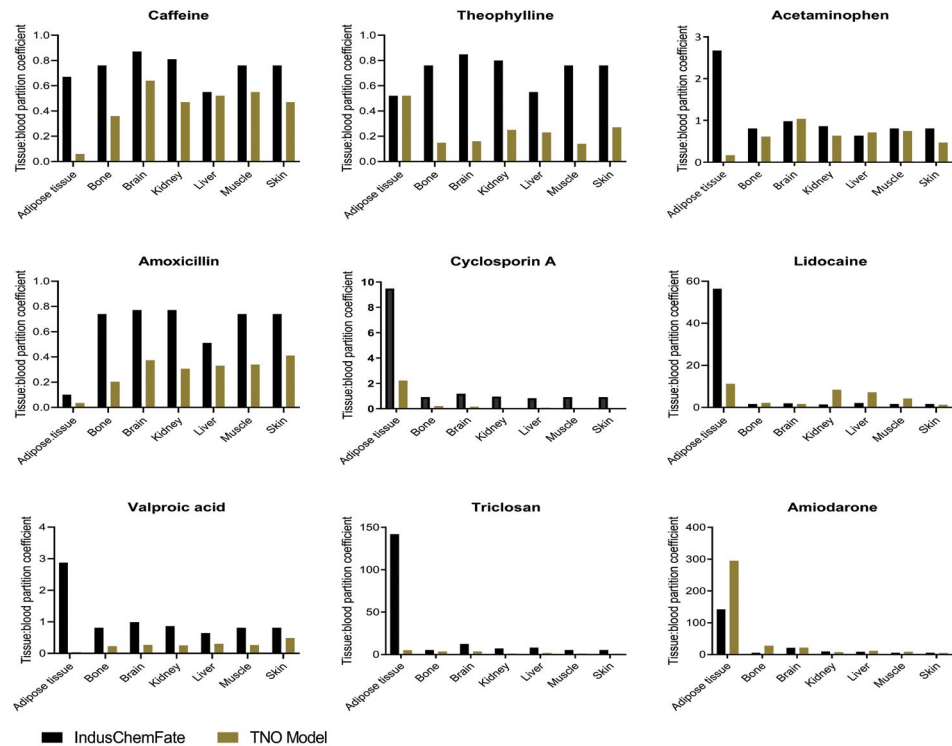 Caffeine
Tissue:blood partition coefficient
1.0
0.8
0.6
0.4
0.2
0.0
Adipose tissue
Bone
Brain
Kidney
Liver
Muscle
Skin
Theophylline
Tissue:blood partition coefficient
1.0
0.8
0.6
0.4
0.2
0.0
Adipose tissue
Bone
Brain
Kidney
Liver
Muscle
Skin
Acetaminophen
Tissue:blood partition coefficient
3
2
1
0
Adipose tissue
Bone
Brain
Kidney
Liver
Muscle
Skin
Amoxicillin
Tissue:blood partition coefficient
1.0
0.8
0.6
0.4
0.2
0.0
Adipose tissue
Bone
Brain
Kidney
Liver
Muscle
Skin
Cyclosporin A
Tissue:blood partition coefficient
10
8
6
4
2
0
Adipose tissue
Bone
Brain
Kidney
Liver
Muscle
Skin
Lidocaine
Tissue:blood partition coefficient
60
40
20
0
Adipose tissue
Bone
Brain
Kidney
Liver
Muscle
Skin
Valproic acid
Tissue:blood partition coefficient
4
3
2
1
0
Adipose tissue
Bone
Brain
Kidney
Liver
Muscle
Skin
Triclosan
Tissue:blood partition coefficient
150
100
50
0
Adipose tissue
Bone
Brain
Kidney
Liver
Muscle
Skin
Amiodarone
Tissue:blood partition coefficient
400
300
200
100
0
Adipose tissue
Bone
Brain
Kidney
Liver
Muscle
Skin
IndusChemFate
TNO Model